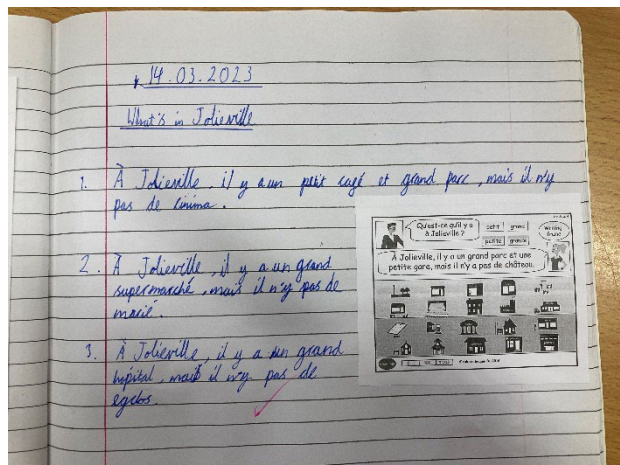 14.03.2023
What's in Jolieville
1. À Jolieville, il y a un petit café et grand parc, mais il n'y
pas de cinima.
2. À Jolieville, il y a un grand
supermarché, mais il n'y pas de
marié.
3. À Jolieville, il y a un grand
hôpital, mais il n'y pas de
Qu'est-ce qu'il y a
à Jolieville ?
petit grand
petite grande
À Jolieville, il y a un grand parc et une
petite gare, mais il n'y a pas de château.